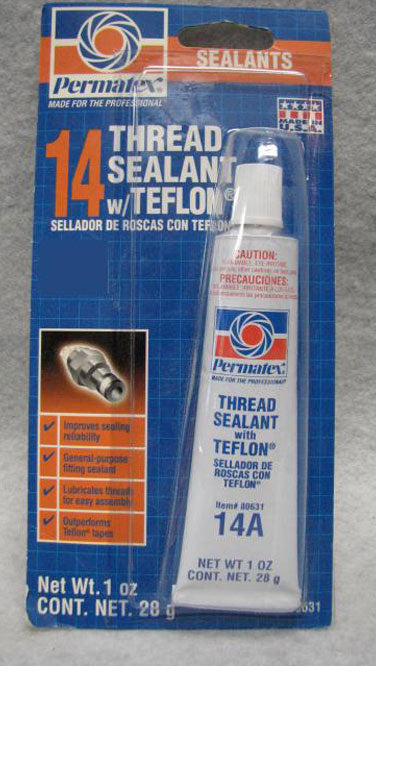 SEALANTS
Permatex®
MADE FOR THE PROFESSIONAL
MADE IN
U.S.A.
14
THREAD
SEALANT
w/TEFLON®
SELLADOR DE ROSCAS CON TEFLON
Improves sealing
reliability
General-purpose
fitting sealant
Lubricates threads
for easy assembly
Outperforms
Teflon® tapes
Net Wt. 1 oz
CONT. NET. 28 g
CAUTION:
PRECAUCIONES:
Permatex®
MADE FOR THE PROFESSIONAL®
THREAD
SEALANT
with
TEFLON®
SELLADOR DE
ROSCAS CON
TEFLON®
Item# 80631
14A
NET WT 1 OZ
CONT. NET. 28 g